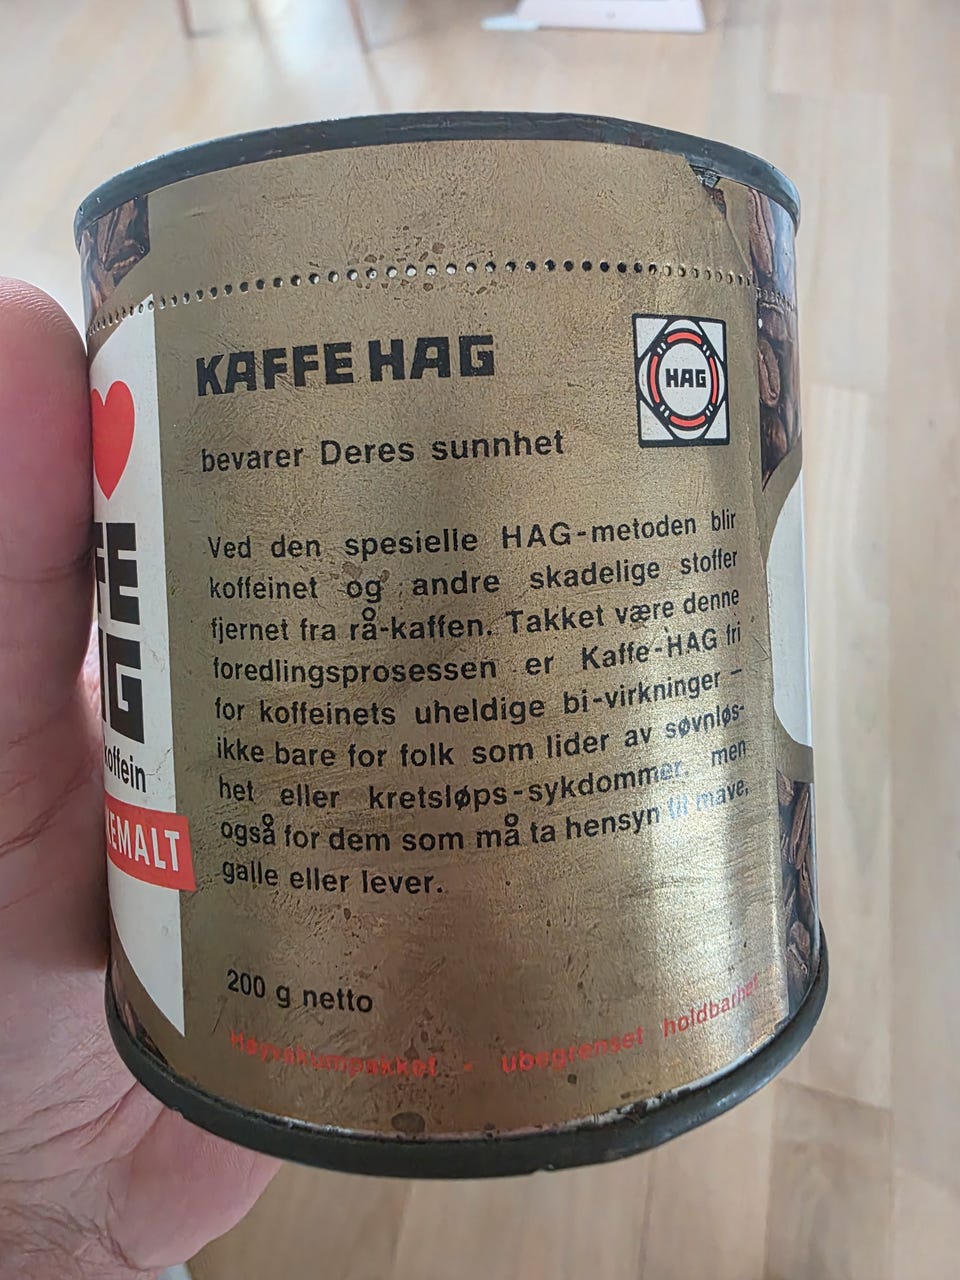 KAFFE HAG
HAG
bevarer Deres sunnhet
Ved den spesielle HAG-metoden blir
koffeinet og andre skadelige stoffer
fjernet fra rå-kaffen. Takket være denne
foredlingsprosessen er Kaffe-HAG fri
for koffeinets uheldige bi-virkninger –
ikke bare for folk som lider av søvnløs-
het eller kretsløps-sykdommer, men
også for dem som må ta hensyn til mave,
galle eller lever.
200 g netto
Høyvakumpakket - ubegrenset holdbarhet
FE
AG
koffein
KEMALT